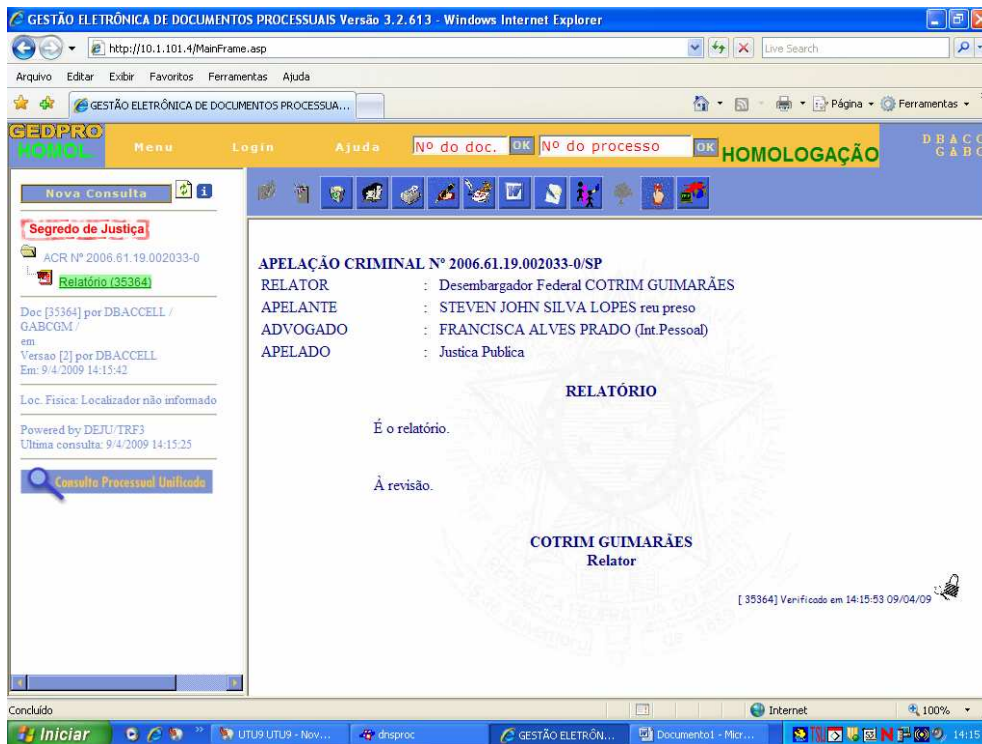 GESTÃO ELETRÔNICA DE DOCUMENTOS PROCESSUAIS Versão 3.2.613 - Windows Internet Explorer
http://10.1.101.4/MainFrame.asp
Live Search
Arquivo Editar Exibir Favoritos Ferramentas Ajuda
GESTÃO ELETRÔNICA DE DOCUMENTOS PROCESSUA...
Página Ferramentas
GEDPRO
HOMOL.
Menu Login Ajuda Nº do doc. OK Nº do processo OK HOMOLOGAÇÃO
DBACC
GABG
Nova Consulta
Segredo de Justiça
ACR Nº 2006.61.19.002033-0
Relatório (35364)
Doc [35364] por DBACCELL /
GABCGM /
em
Versao [2] por DBACCELL
Em: 9/4/2009 14:15:42
Loc. Fisica: Localizador não informado
Powered by DEJU/TRF3
Ultima consulta: 9/4/2009 14:15:25
Consulta Processual Unificada
APELAÇÃO CRIMINAL Nº 2006.61.19.002033-0/SP
RELATOR : Desembargador Federal COTRIM GUIMARÃES
APELANTE : STEVEN JOHN SILVA LOPES reu preso
ADVOGADO : FRANCISCA ALVES PRADO (Int.Pessoal)
APELADO : Justica Publica
RELATÓRIO
É o relatório.
À revisão.
COTRIM GUIMARÃES
Relator
[ 35364] Verificado em 14:15:53 09/04/09
Concluído
Internet
100%
Iniciar
UTU9 UTU9 - Nov...
dnsproc
GESTÃO ELETRÔN...
Documento1 - Micr...
14:15